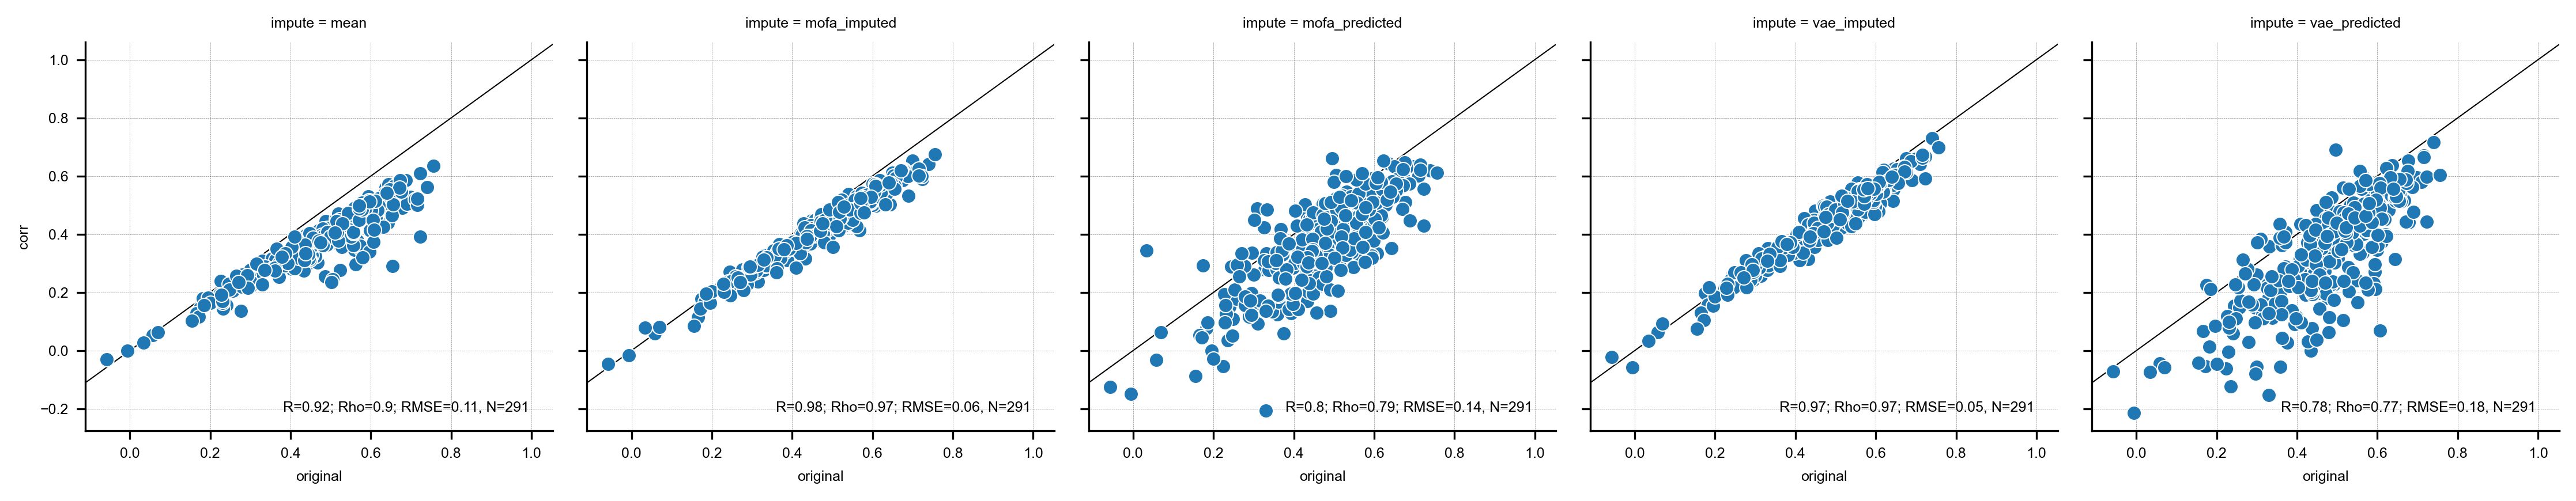 impute = mean
impute = mofa_imputed
impute = mofa_predicted
impute = vae_imputed
impute = vae_predicted
corr
1.0
0.8
0.6
0.4
0.2
0.0
−0.2
R=0.92; Rho=0.9; RMSE=0.11, N=291
R=0.98; Rho=0.97; RMSE=0.06, N=291
R=0.8; Rho=0.79; RMSE=0.14, N=291
R=0.97; Rho=0.97; RMSE=0.05, N=291
R=0.78; Rho=0.77; RMSE=0.18, N=291
0.0 0.2 0.4 0.6 0.8 1.0
0.0 0.2 0.4 0.6 0.8 1.0
0.0 0.2 0.4 0.6 0.8 1.0
0.0 0.2 0.4 0.6 0.8 1.0
0.0 0.2 0.4 0.6 0.8 1.0
original
original
original
original
original